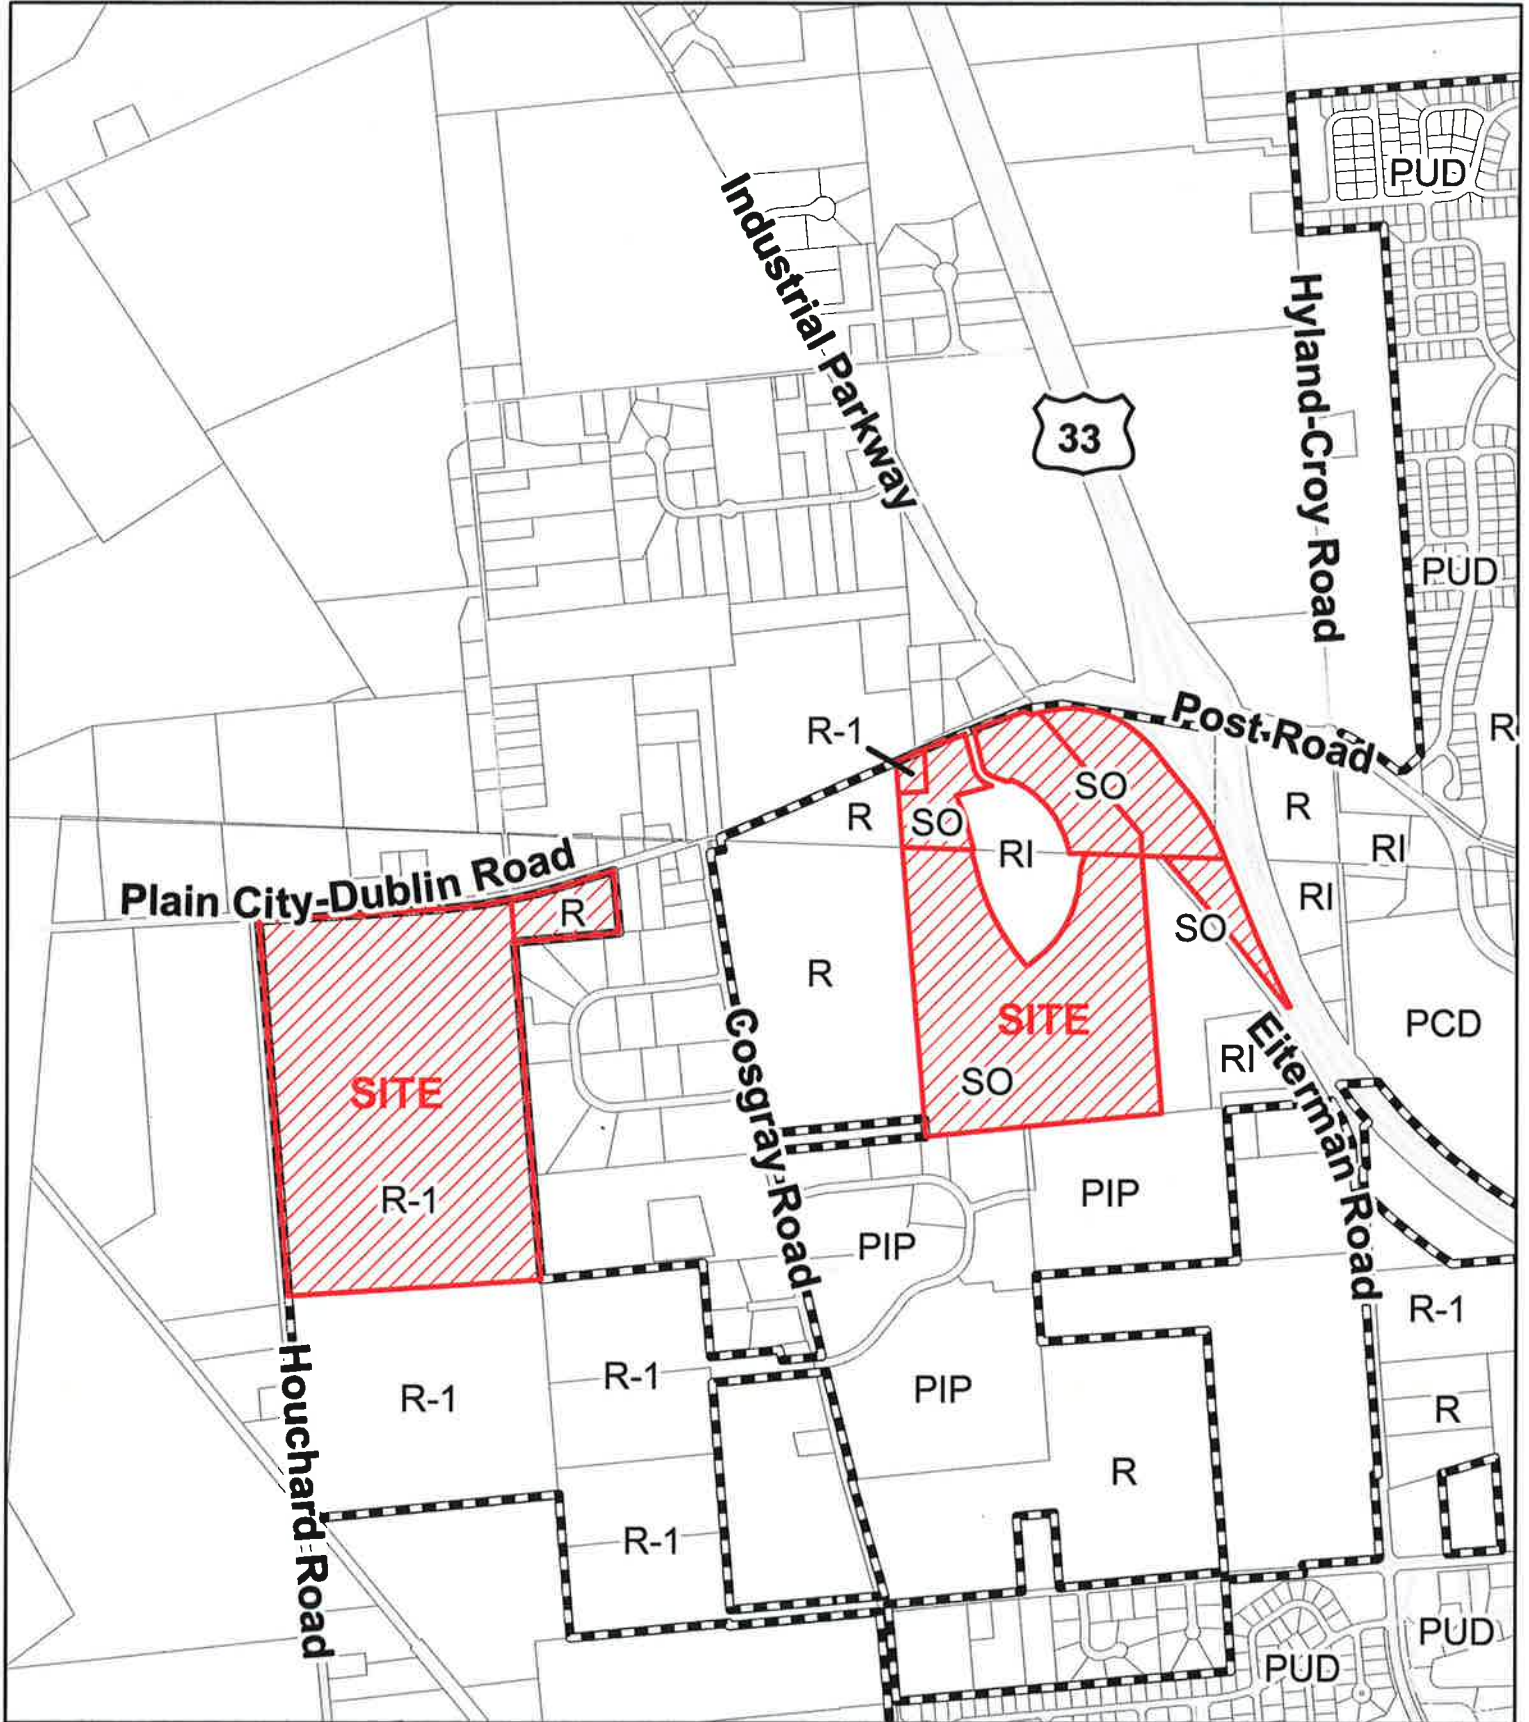 PUD
Industrial Parkway
Hyland-Croy Road
33
PUD
Post Road
R-1
R
SO
R
SO
R
RI
RI
Plain City-Dublin Road
R
RI
SO
R
SITE
PCD
Eiterman Road
RI
Cosgray Road
SO
SITE
R-1
PIP
PIP
R-1
R-1
R-1
PIP
R
R
Houchard Road
R-1
PUD
PUD